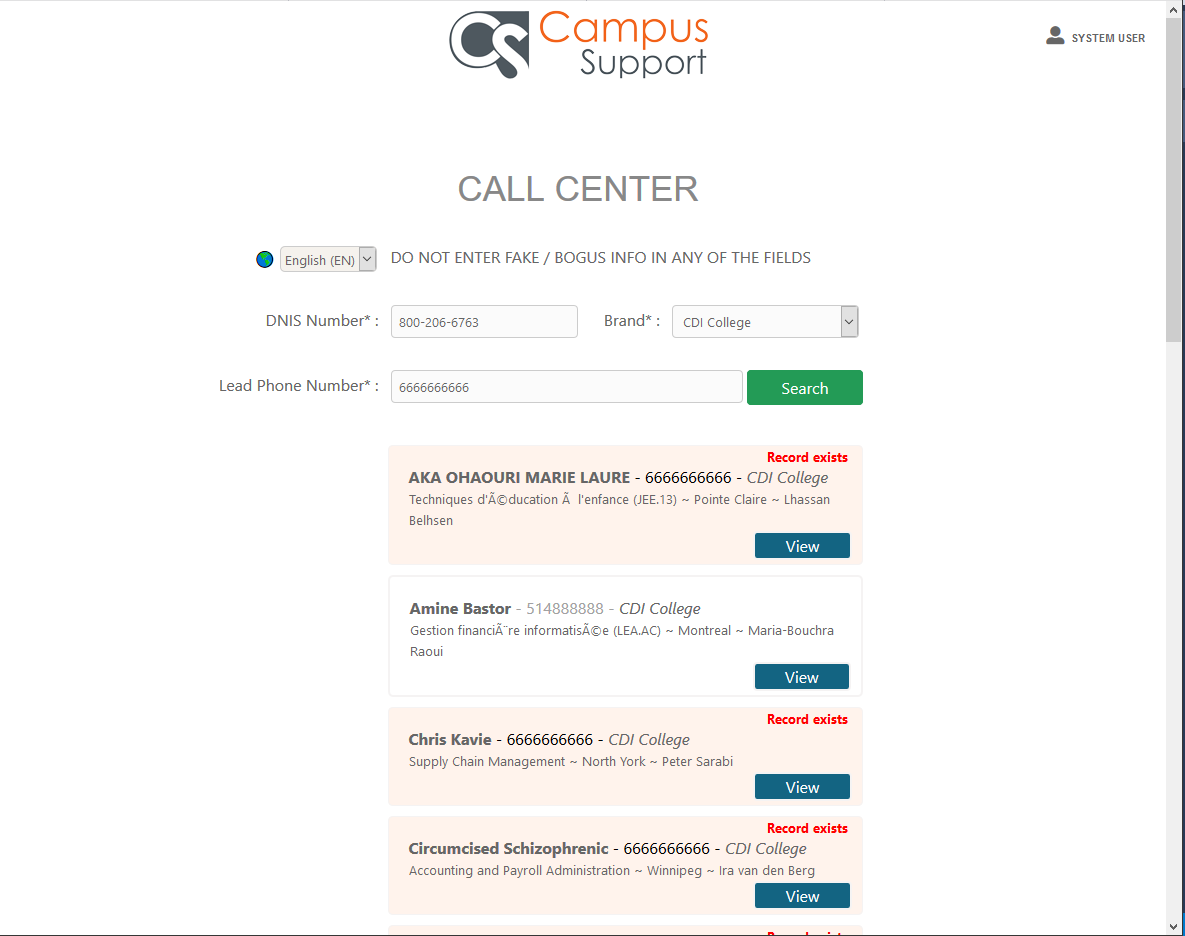 Campus
Support
SYSTEM USER
CALL CENTER
English (EN) DO NOT ENTER FAKE / BOGUS INFO IN ANY OF THE FIELDS
DNIS Number* : 800-206-6763 Brand* : CDI College
Lead Phone Number* : 6666666666 Search
Record exists
AKA OHAOURI MARIE LAURE - 6666666666 - CDI College
Techniques d'Ã©ducation Ã  l'enfance (JEE.13) ~ Pointe Claire ~ Lhassan
Belhsen
View
Amine Bastor - 514888888 - CDI College
Gestion financiÃ¨re informatisÃ©e (LEA.AC) ~ Montreal ~ Maria-Bouchra
Raoui
View
Record exists
Chris Kavie - 6666666666 - CDI College
Supply Chain Management ~ North York ~ Peter Sarabi
View
Record exists
Circumcised Schizophrenic - 6666666666 - CDI College
Accounting and Payroll Administration ~ Winnipeg ~ Ira van den Berg
View